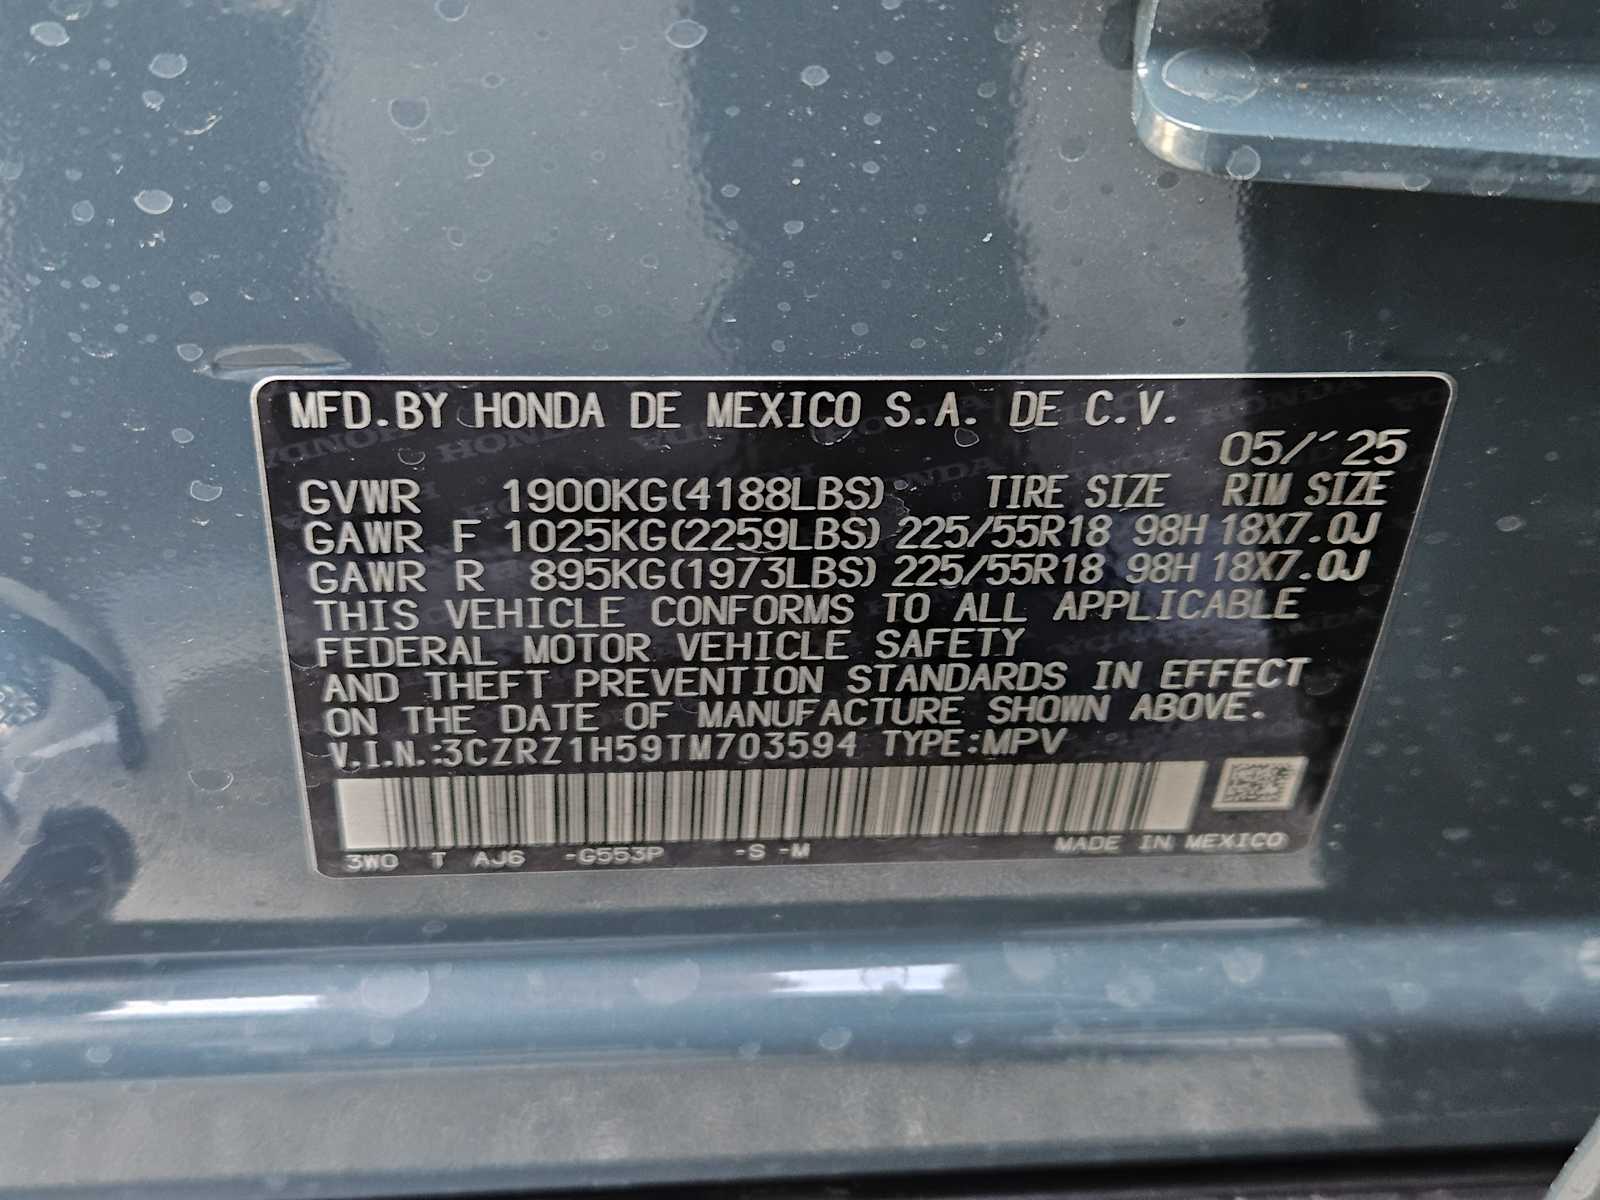 MFD.BY HONDA DE MEXICO S.A. DE C.V.
05/'25
GVWR 1900KG(4188LBS) TIRE SIZE RIM SIZE
GAWR F 1025KG(2259LBS) 225/55R18 98H 18X7.0J
GAWR R 895KG(1973LBS) 225/55R18 98H 18X7.0J
THIS VEHICLE CONFORMS TO ALL APPLICABLE
FEDERAL MOTOR VEHICLE SAFETY
AND THEFT PREVENTION STANDARDS IN EFFECT
ON THE DATE OF MANUFACTURE SHOWN ABOVE.
V.I.N.:3CZRZ1H59TM703594 TYPE:MPV
3WO T AJ6 -G553P -S -M MADE IN MEXICO